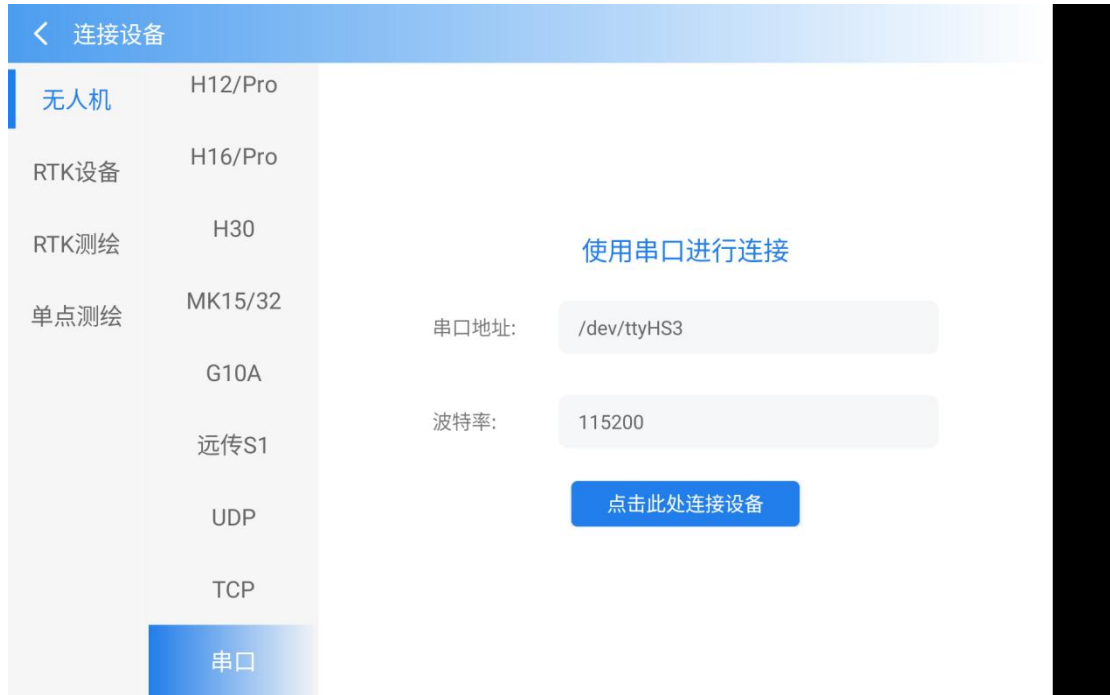 连接设备
无人机
RTK设备
RTK测绘
单点测绘
H12/Pro
H16/Pro
H30
MK15/32
G10A
远传S1
UDP
TCP
串口
使用串口进行连接
串口地址: /dev/ttyHS3
波特率: 115200
点击此处连接设备